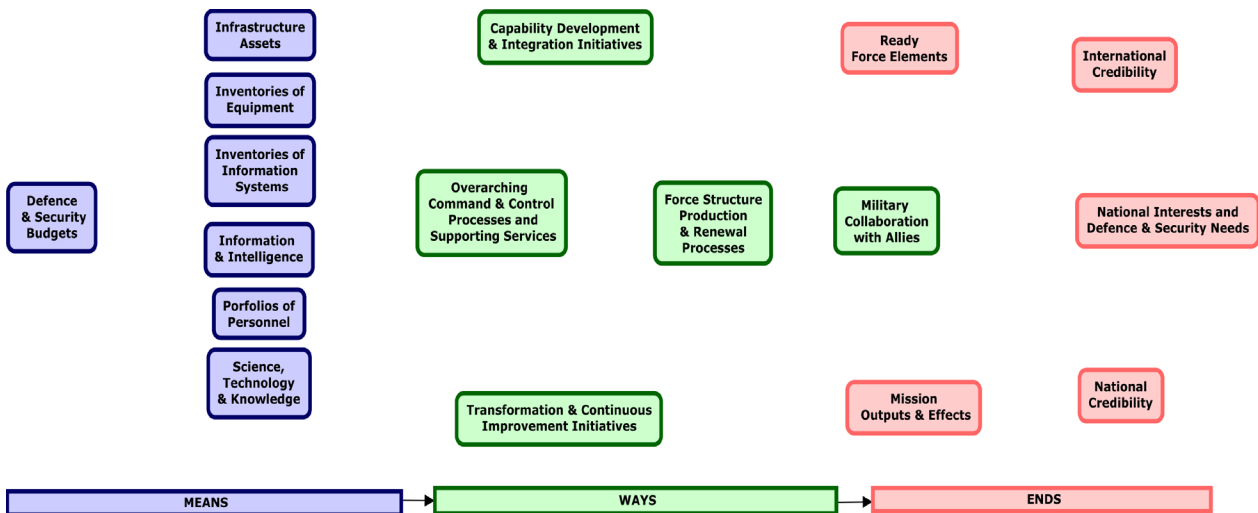 Defence
& Security
Budgets
Infrastructure
Assets
Inventories of
Equipment
Inventories of
Information
Systems
Information
& Intelligence
Porfolios of
Personnel
Science,
Technology
& Knowledge
Capability Development
& Integration Initiatives
Overarching
Command & Control
Processes and
Supporting Services
Force Structure
Production
& Renewal
Processes
Transformation & Continuous
Improvement Initiatives
Military
Collaboration
with Allies
Ready
Force Elements
Mission
Outputs & Effects
International
Credibility
National Interests and
Defence & Security Needs
National
Credibility
MEANS
WAYS
ENDS